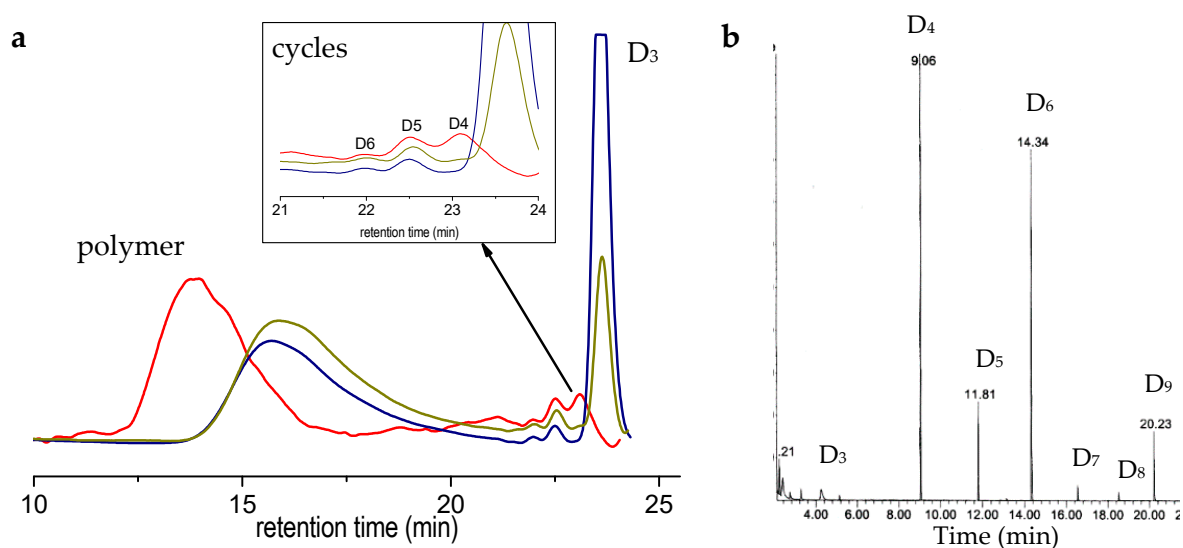 a
cycles
D6
D5
D4
21
22
23
24
retention time (min)
D3
polymer
10
15
20
25
retention time (min)
b
D4
9.06
D6
14.34
D5
11.81
D9
20.23
.21
D3
D7
D8
4.00
6.00
8.00
10.00
12.00
14.00
16.00
18.00
20.00
Time (min)